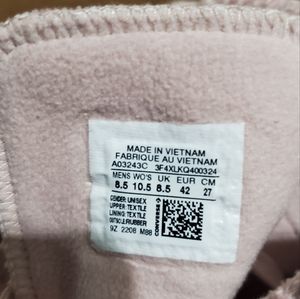 MADE IN VIETNAM
FABRIQUE AU VIETNAM
A03243C 3F4XLKQ400324
MENS WO'S UK EUR CM
8.5 10.5 8.5 42 27
GENDER: UNISEX
UPPER: TEXTILE
LINING: TEXTILE
OUTSOLE: RUBBER
9Z 2208 M88
CONVERSE